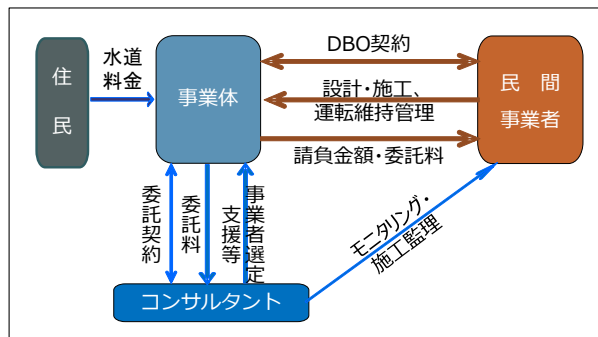 住民
水道
料金
事業体
DBO契約
設計・施工、
運転維持管理
請負金額・委託料
民　間
事業者
委託契約
委託料
事業者選定
支援等
モニタリング・
施工監理
コンサルタント